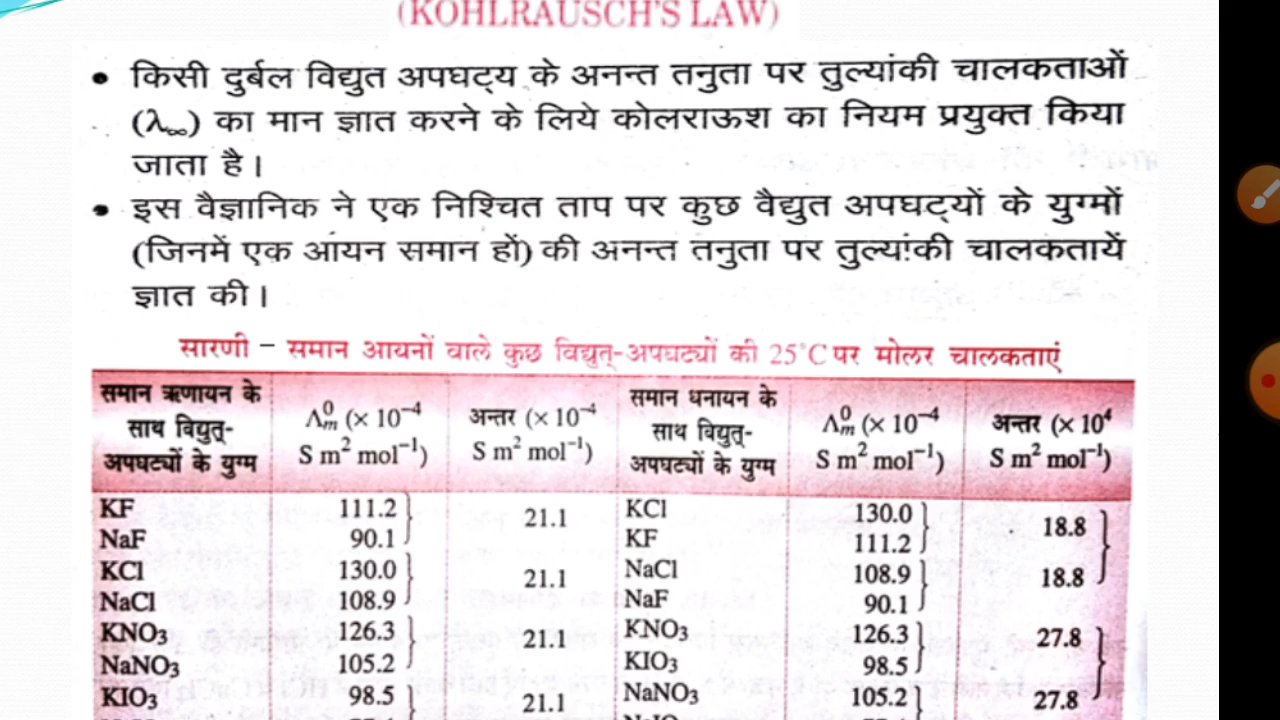 (KOHLRAUSCH'S LAW)
• किसी दुर्बल विद्युत अपघट्य के अनन्त तनुता पर तुल्यांकी चालकताओं
(λ∞) का मान ज्ञात करने के लिये कोलराऊश का नियम प्रयुक्त किया
जाता है।
• इस वैज्ञानिक ने एक निश्चित ताप पर कुछ वैद्युत अपघट्यों के युग्मों
(जिनमें एक आयन समान हों) की अनन्त तनुता पर तुल्यांकी चालकतायें
ज्ञात की।
सारणी – समान आयनों वाले कुछ विद्युत्-अपघट्यों की 25°C पर मोलर चालकताएं
समान ऋणायन के साथ विद्युत्-अपघट्यों के युग्म Λ⁰m (× 10⁻⁴ S m² mol⁻¹) अन्तर (× 10⁻⁴ S m² mol⁻¹) समान धनायन के साथ विद्युत्-अपघट्यों के युग्म Λ⁰m (× 10⁻⁴ S m² mol⁻¹) अन्तर (× 10⁴ S m² mol⁻¹)
KF 111.2 21.1 KCl 130.0 18.8
NaF 90.1 KF 111.2
KCl 130.0 21.1 NaCl 108.9 18.8
NaCl 108.9 NaF 90.1
KNO₃ 126.3 21.1 KNO₃ 126.3 27.8
NaNO₃ 105.2 KIO₃ 98.5
KIO₃ 98.5 21.1 NaNO₃ 105.2 27.8